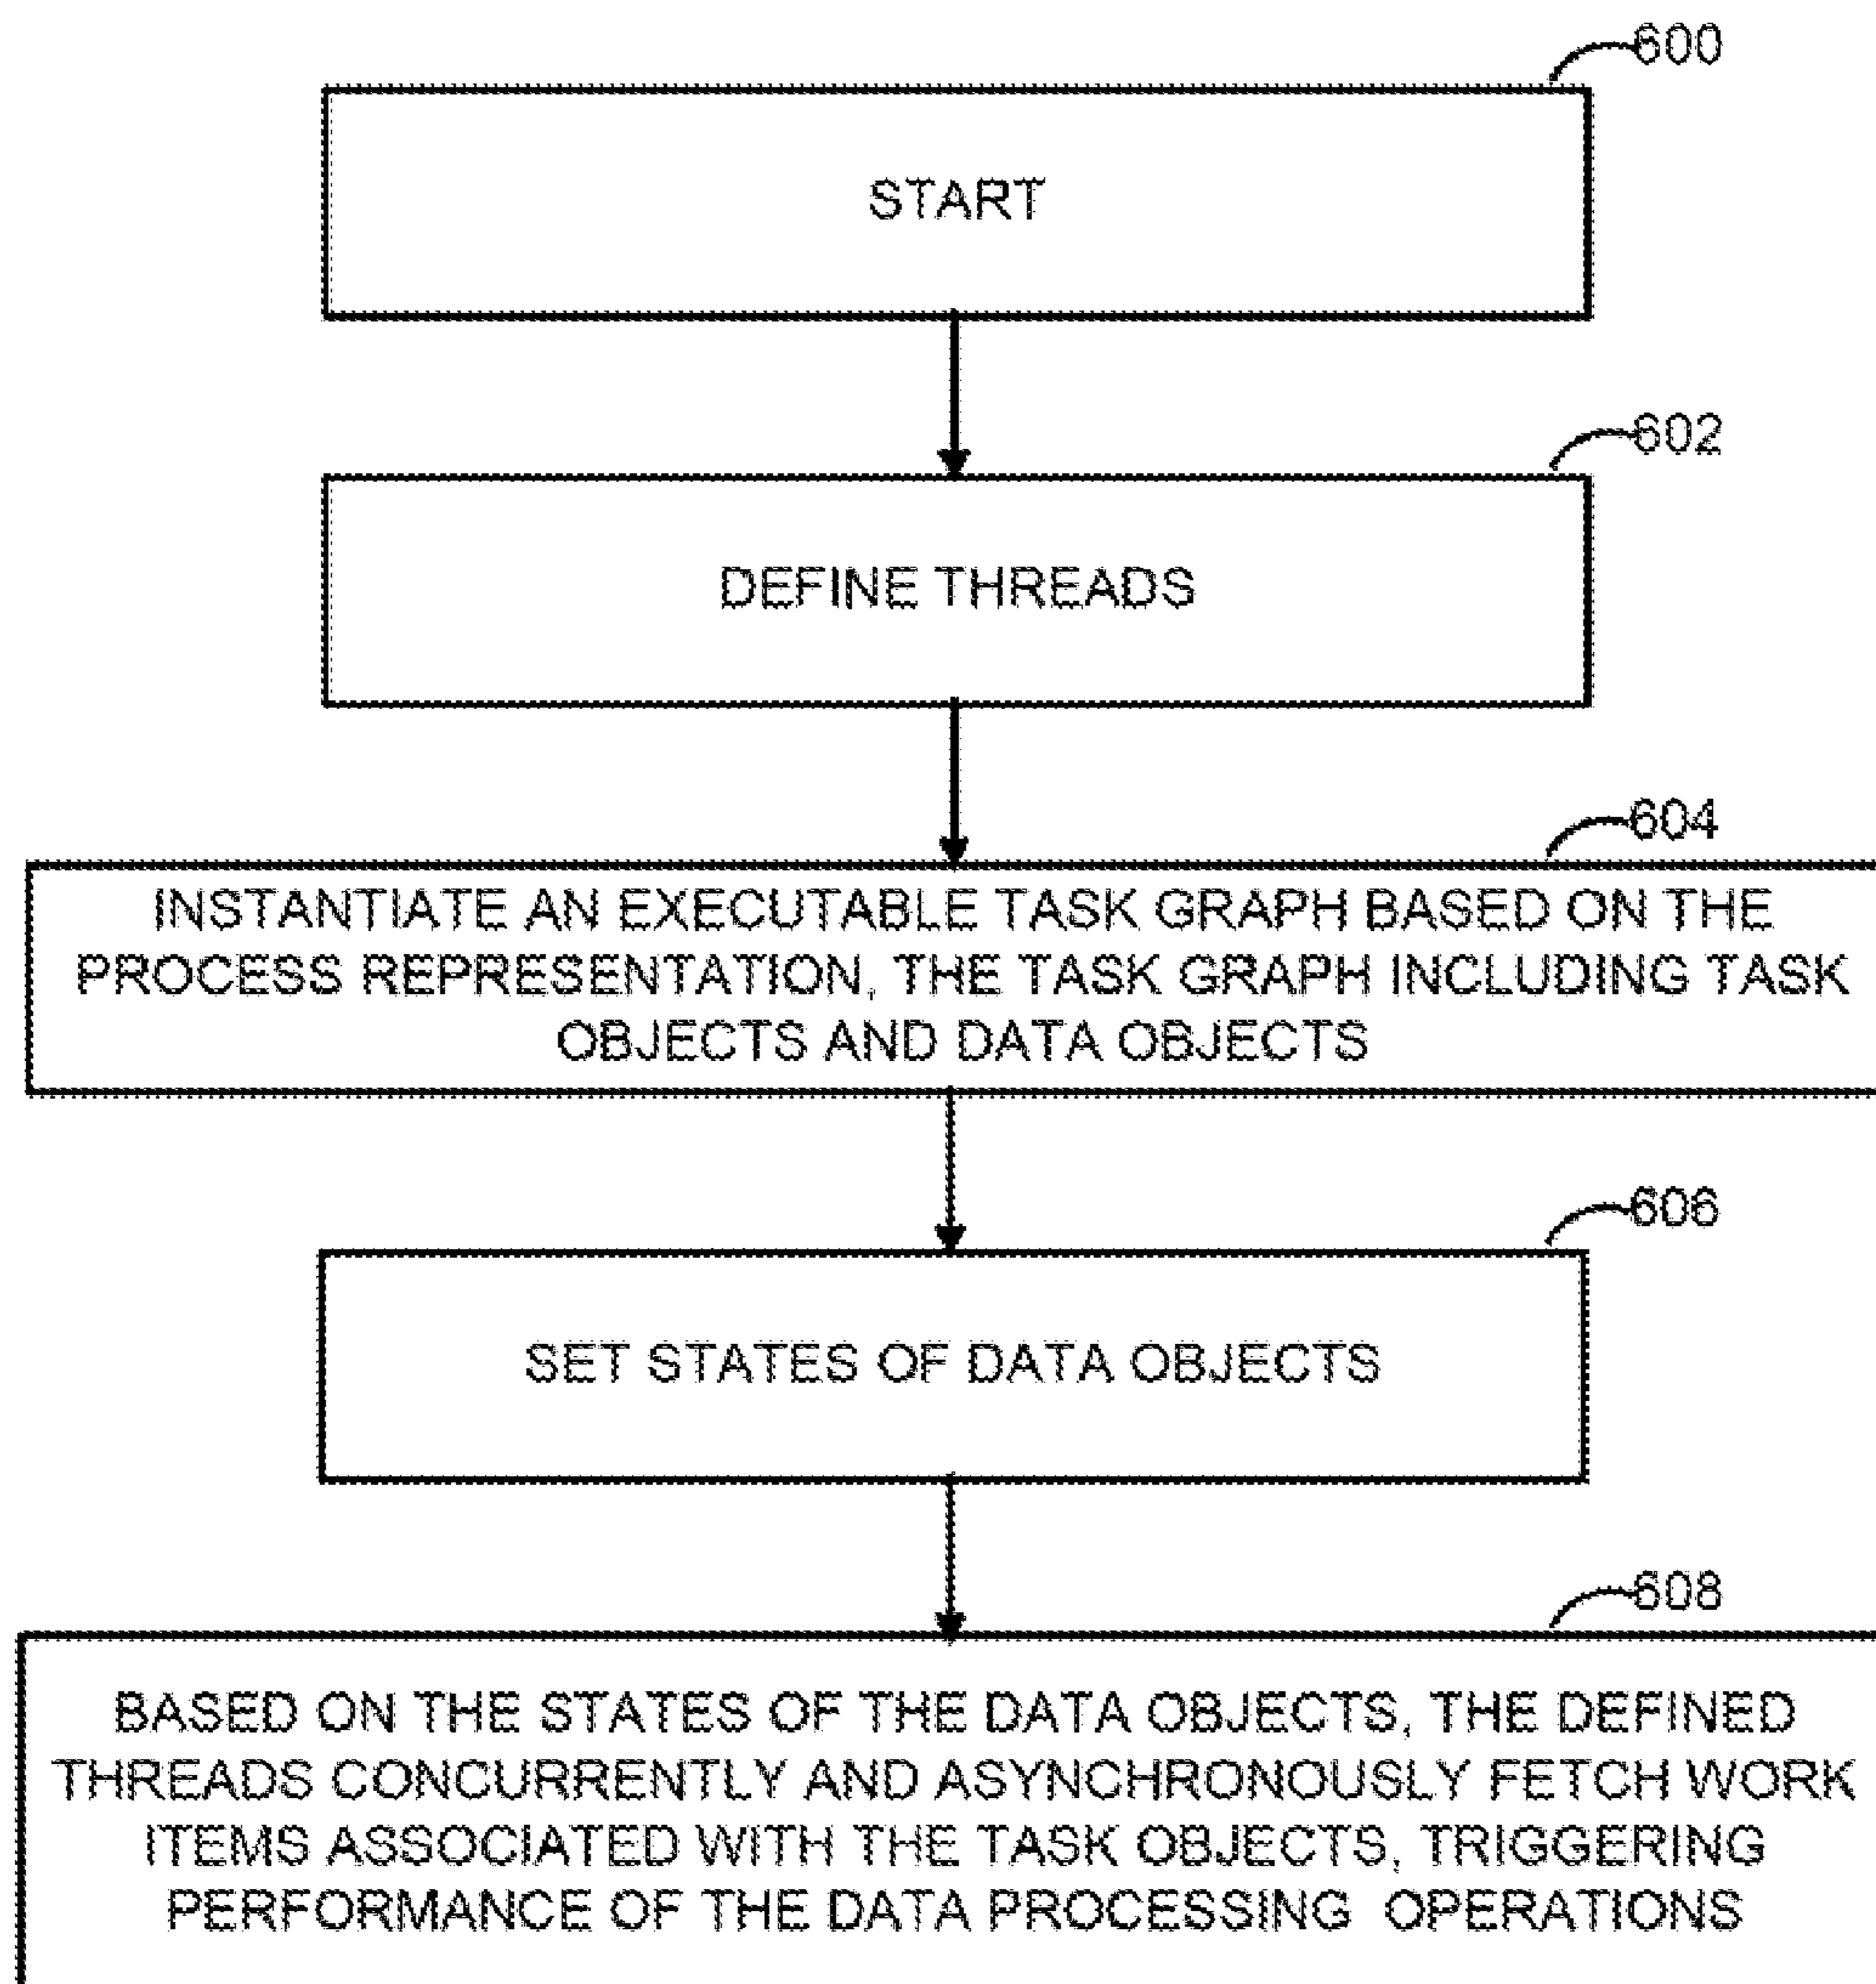 600
START
602
DEFINE THREADS
604
INSTANTIATE AN EXECUTABLE TASK GRAPH BASED ON THE
PROCESS REPRESENTATION, THE TASK GRAPH INCLUDING TASK
OBJECTS AND DATA OBJECTS
606
SET STATES OF DATA OBJECTS
608
BASED ON THE STATES OF THE DATA OBJECTS, THE DEFINED
THREADS CONCURRENTLY AND ASYNCHRONOUSLY FETCH WORK
ITEMS ASSOCIATED WITH THE TASK OBJECTS, TRIGGERING
PERFORMANCE OF THE DATA PROCESSING OPERATIONS